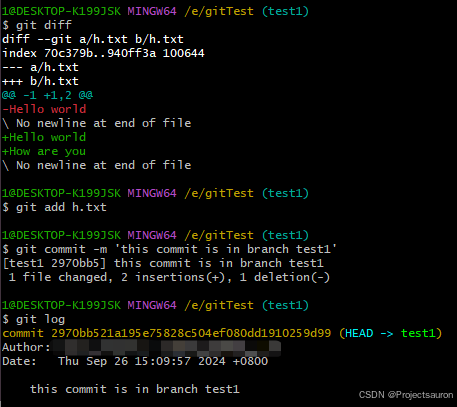 1@DESKTOP-K199JSK MINGW64 /e/gitTest (test1)
$ git diff
diff --git a/h.txt b/h.txt
index 70c379b..940ff3a 100644
--- a/h.txt
+++ b/h.txt
@@ -1 +1,2 @@
-Hello world
\ No newline at end of file
+Hello world
+How are you
\ No newline at end of file
1@DESKTOP-K199JSK MINGW64 /e/gitTest (test1)
$ git add h.txt
1@DESKTOP-K199JSK MINGW64 /e/gitTest (test1)
$ git commit -m 'this commit is in branch test1'
[test1 2970bb5] this commit is in branch test1
1 file changed, 2 insertions(+), 1 deletion(-)
1@DESKTOP-K199JSK MINGW64 /e/gitTest (test1)
$ git log
commit 2970bb521a195e75828c504ef080dd1910259d99 (HEAD -> test1)
Author:
Date:   Thu Sep 26 15:09:57 2024 +0800
this commit is in branch test1
CSDN @Projectsauron